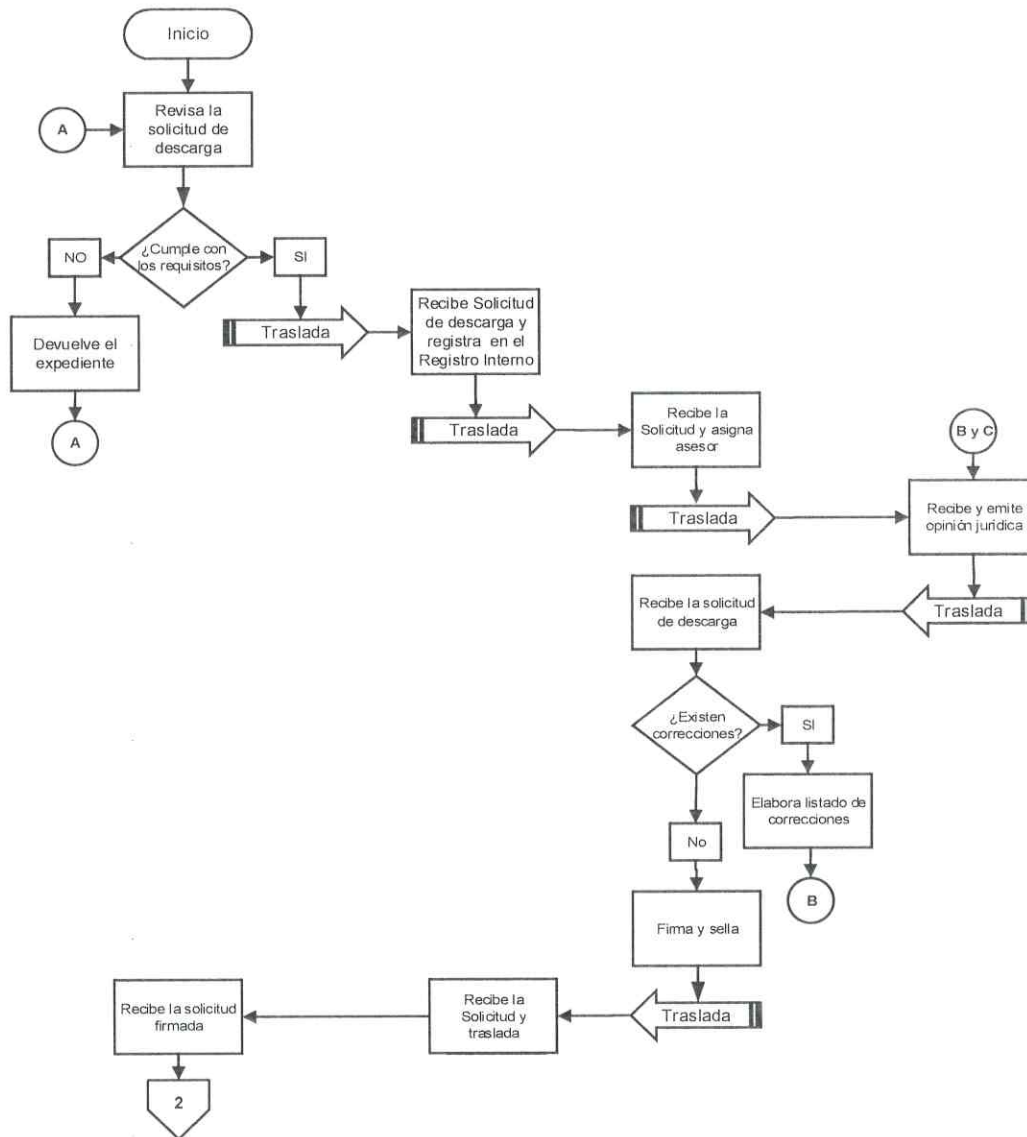 Inicio
Revisa la
solicitud de
descarga
A
¿Cumple con
los requisitos?
NO
SI
Devuelve el
expediente
A
Traslada
Recibe Solicitud
de descarga y
registra en el
Registro Interno
Traslada
Recibe la
Solicitud y asigna
asesor
Traslada
B y C
Recibe y emite
opinión jurídica
Traslada
Recibe la solicitud
de descarga
¿Existen
correcciones?
SI
Elabora listado de
correcciones
B
No
Firma y sella
Traslada
Recibe la
Solicitud y
traslada
Recibe la solicitud
firmada
2